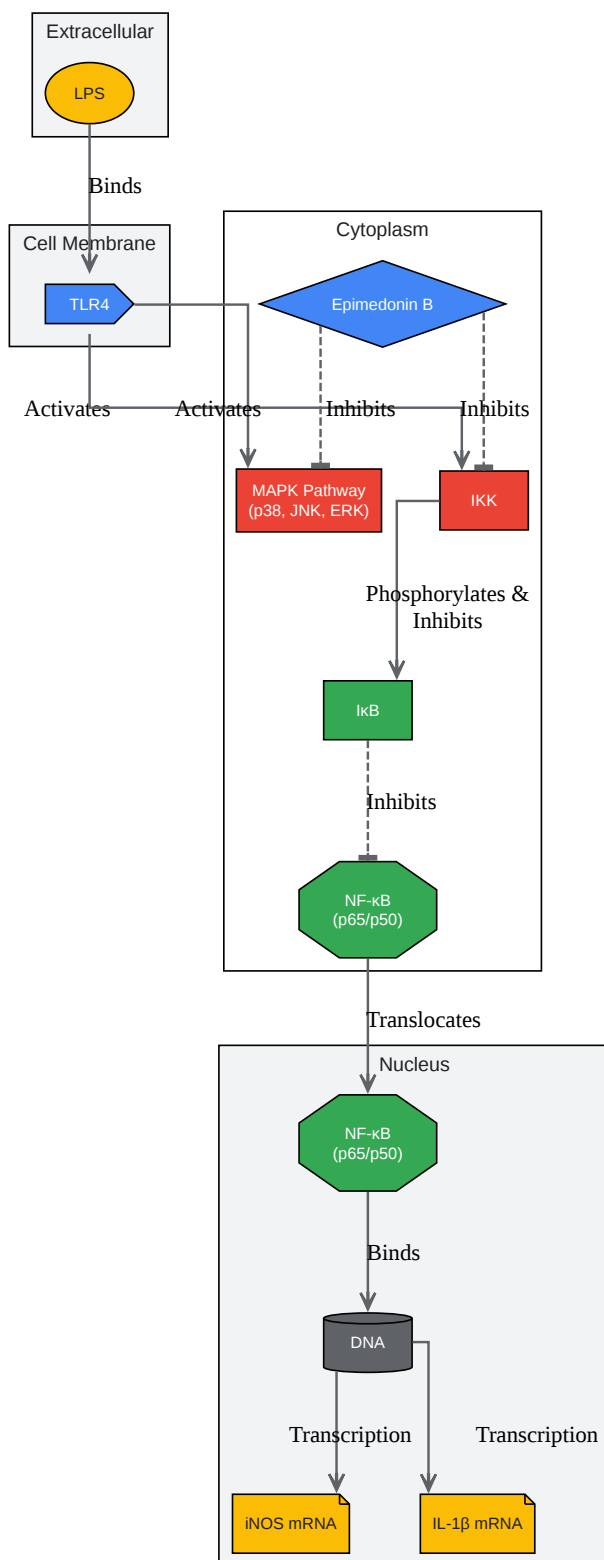 Extracellular
LPS
Binds
Cell Membrane
Cytoplasm
TLR4
Epimedonin B
Activates
Activates
Inhibits
Inhibits
MAPK Pathway
(p38, JNK, ERK)
IKK
Phosphorylates &
Inhibits
IκB
Inhibits
NF-κB
(p65/p50)
Translocates
Nucleus
NF-κB
(p65/p50)
Binds
DNA
Transcription
Transcription
iNOS mRNA
IL-1β mRNA